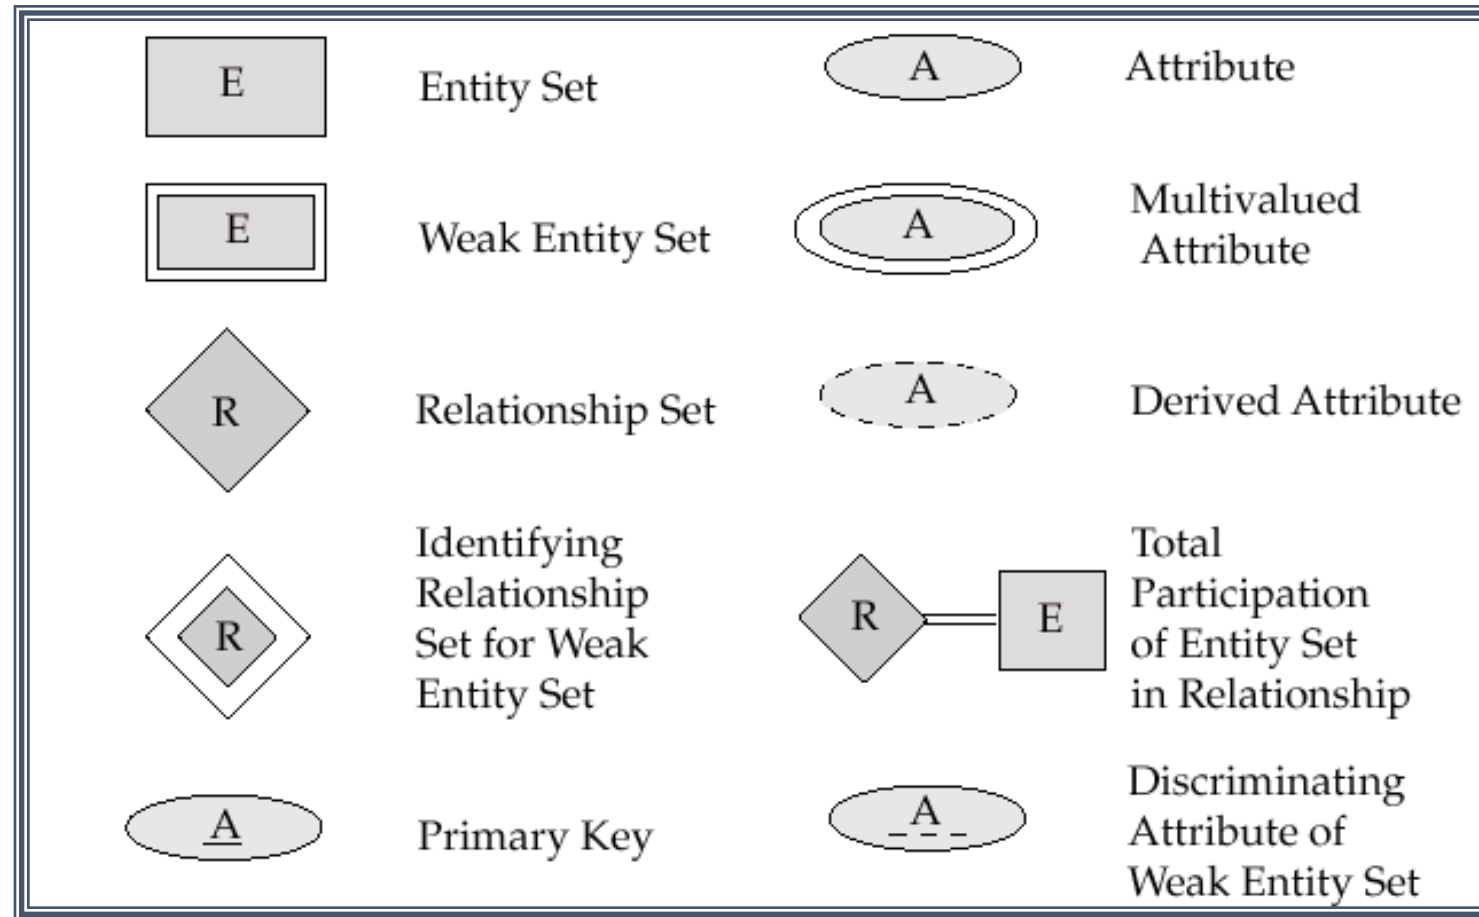 E
Entity Set
A
Attribute
E
Weak Entity Set
A
Multivalued
Attribute
R
Relationship Set
A
Derived Attribute
R
Identifying
Relationship
Set for Weak
Entity Set
R
E
Total
Participation
of Entity Set
in Relationship
A
Primary Key
A
Discriminating
Attribute of
Weak Entity Set